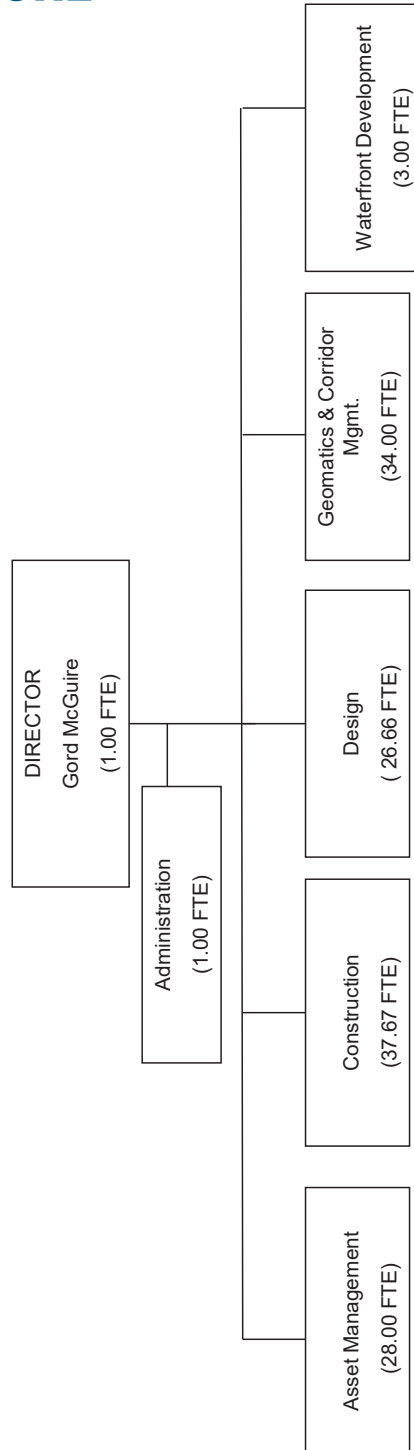 DIRECTOR
Gord McGuire
(1.00 FTE)
Administration
(1.00 FTE)
Asset Management
(28.00 FTE)
Construction
(37.67 FTE)
Design
( 26.66 FTE)
Geomatics & Corridor
Mgmt.
(34.00 FTE)
Waterfront Development
(3.00 FTE)